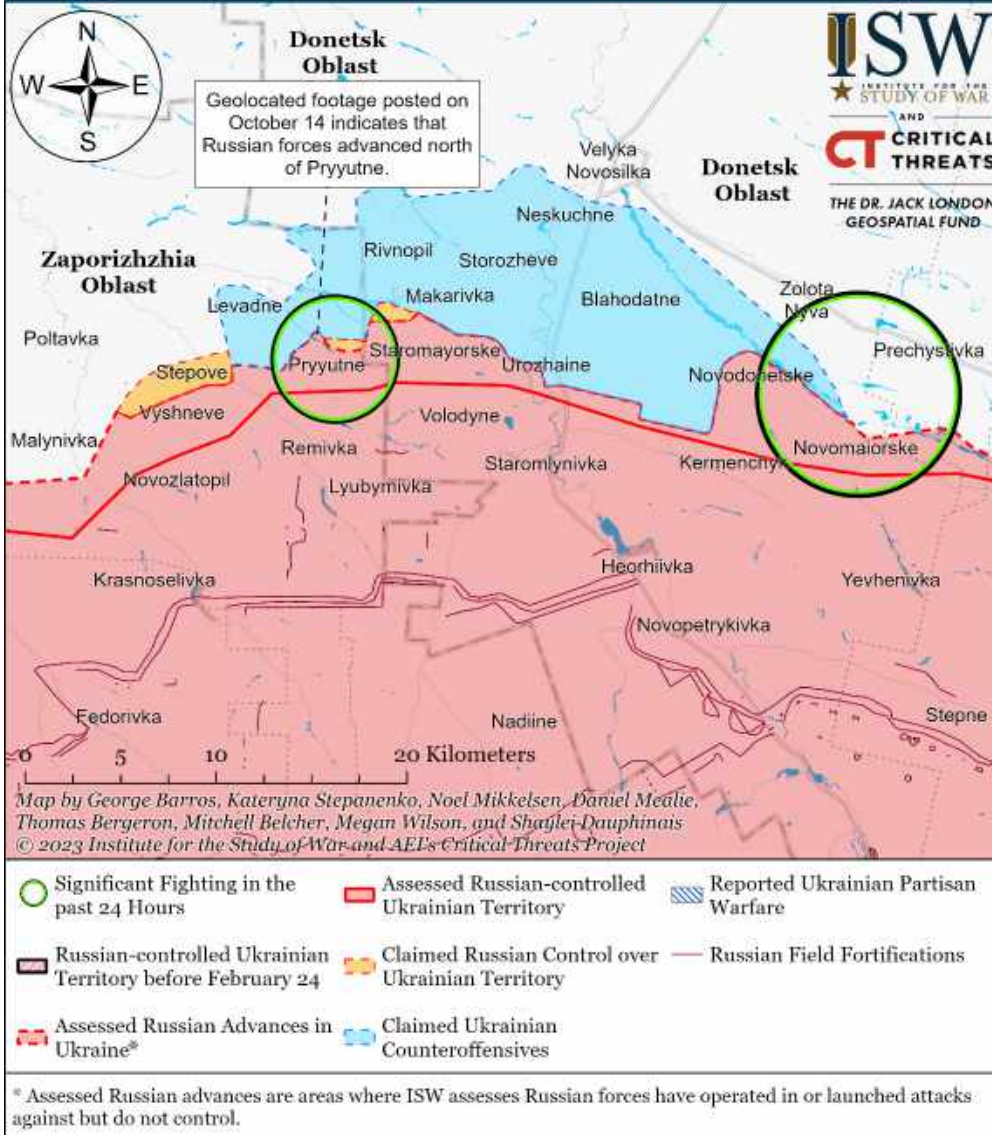 N
W E
S
Donetsk
Oblast
Geolocated footage posted on
October 14 indicates that
Russian forces advanced north
of Pryyutne.
ISW
INSTITUTE FOR THE
STUDY OF WAR
AND
CT CRITICAL
THREATS
THE DR. JACK LONDON
GEOSPATIAL FUND
Velyka
Novosilka
Donetsk
Oblast
Neskuchne
Rivnopil
Storozheve
Zaporizhzhia
Oblast
Levadne
Makarivka
Blahodatne
Zolota
Nyva
Poltavka
Prechystivka
Staromayorske
Pryyutne
Urozhaine
Stepove
Novodonetske
Vyshneve
Volodyne
Malynivka
Remivka
Novomaiorske
Staromlynivka
Kermenchyk
Novozlatopil
Lyubymivka
Krasnoselivka
Heorhiivka
Yevhenivka
Novopetrykivka
Fedorivka
Nadiine
Stepne
0 5 10 20 Kilometers
Map by George Barros, Kateryna Stepanenko, Noel Mikkelsen, Daniel Mealie,
Thomas Bergeron, Mitchell Belcher, Megan Wilson, and Shaylei Dauphinais
© 2023 Institute for the Study of War and AEI's Critical Threats Project
Significant Fighting in the
past 24 Hours
Assessed Russian-controlled
Ukrainian Territory
Reported Ukrainian Partisan
Warfare
Russian-controlled Ukrainian
Territory before February 24
Claimed Russian Control over
Ukrainian Territory
Russian Field Fortifications
Assessed Russian Advances in
Ukraine*
Claimed Ukrainian
Counteroffensives
* Assessed Russian advances are areas where ISW assesses Russian forces have operated in or launched attacks
against but do not control.